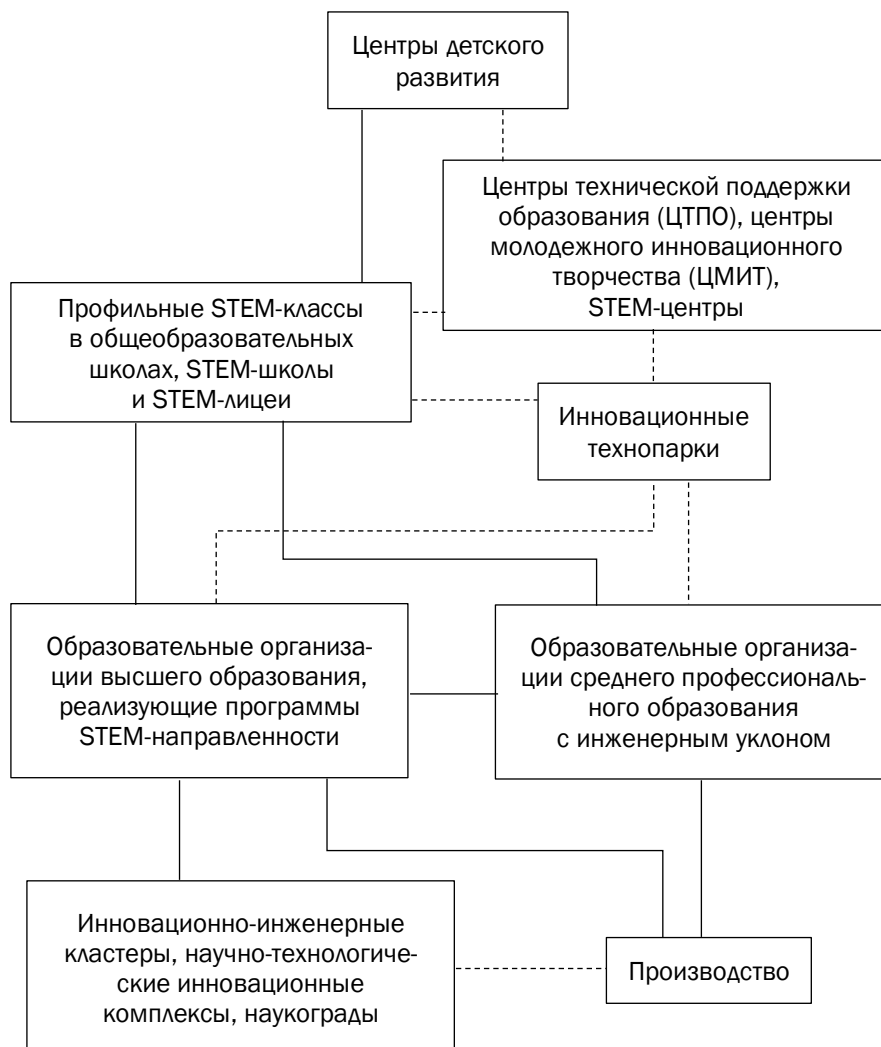 Центры детского
развития
Центры технической поддержки
образования (ЦТПО), центры
молодежного инновационного
творчества (ЦМИТ),
STEM-центры
Профильные STEM-классы
в общеобразовательных
школах, STEM-школы
и STEM-лицеи
Инновационные
технопарки
Образовательные организа-
ции высшего образования,
реализующие программы
STEM-направленности
Образовательные организа-
ции среднего профессиональ-
ного образования
с инженерным уклоном
Инновационно-инженерные
кластеры, научно-технологиче-
ские инновационные
комплексы, наукограды
Производство